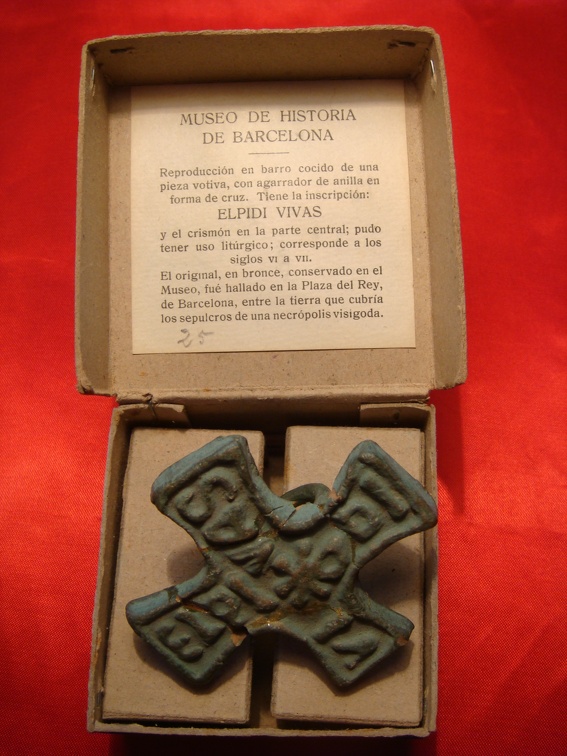 MUSEO DE HISTORIA
DE BARCELONA
Reproducción en barro cocido de una
pieza votiva, con agarrador de anilla en
forma de cruz. Tiene la inscripción:
ELPIDI VIVAS
y el crismón en la parte central; pudo
tener uso litúrgico; corresponde a los
siglos VI a VII.
El original, en bronce, conservado en el
Museo, fué hallado en la Plaza del Rey,
de Barcelona, entre la tierra que cubría
los sepulcros de una necrópolis visigoda.
25